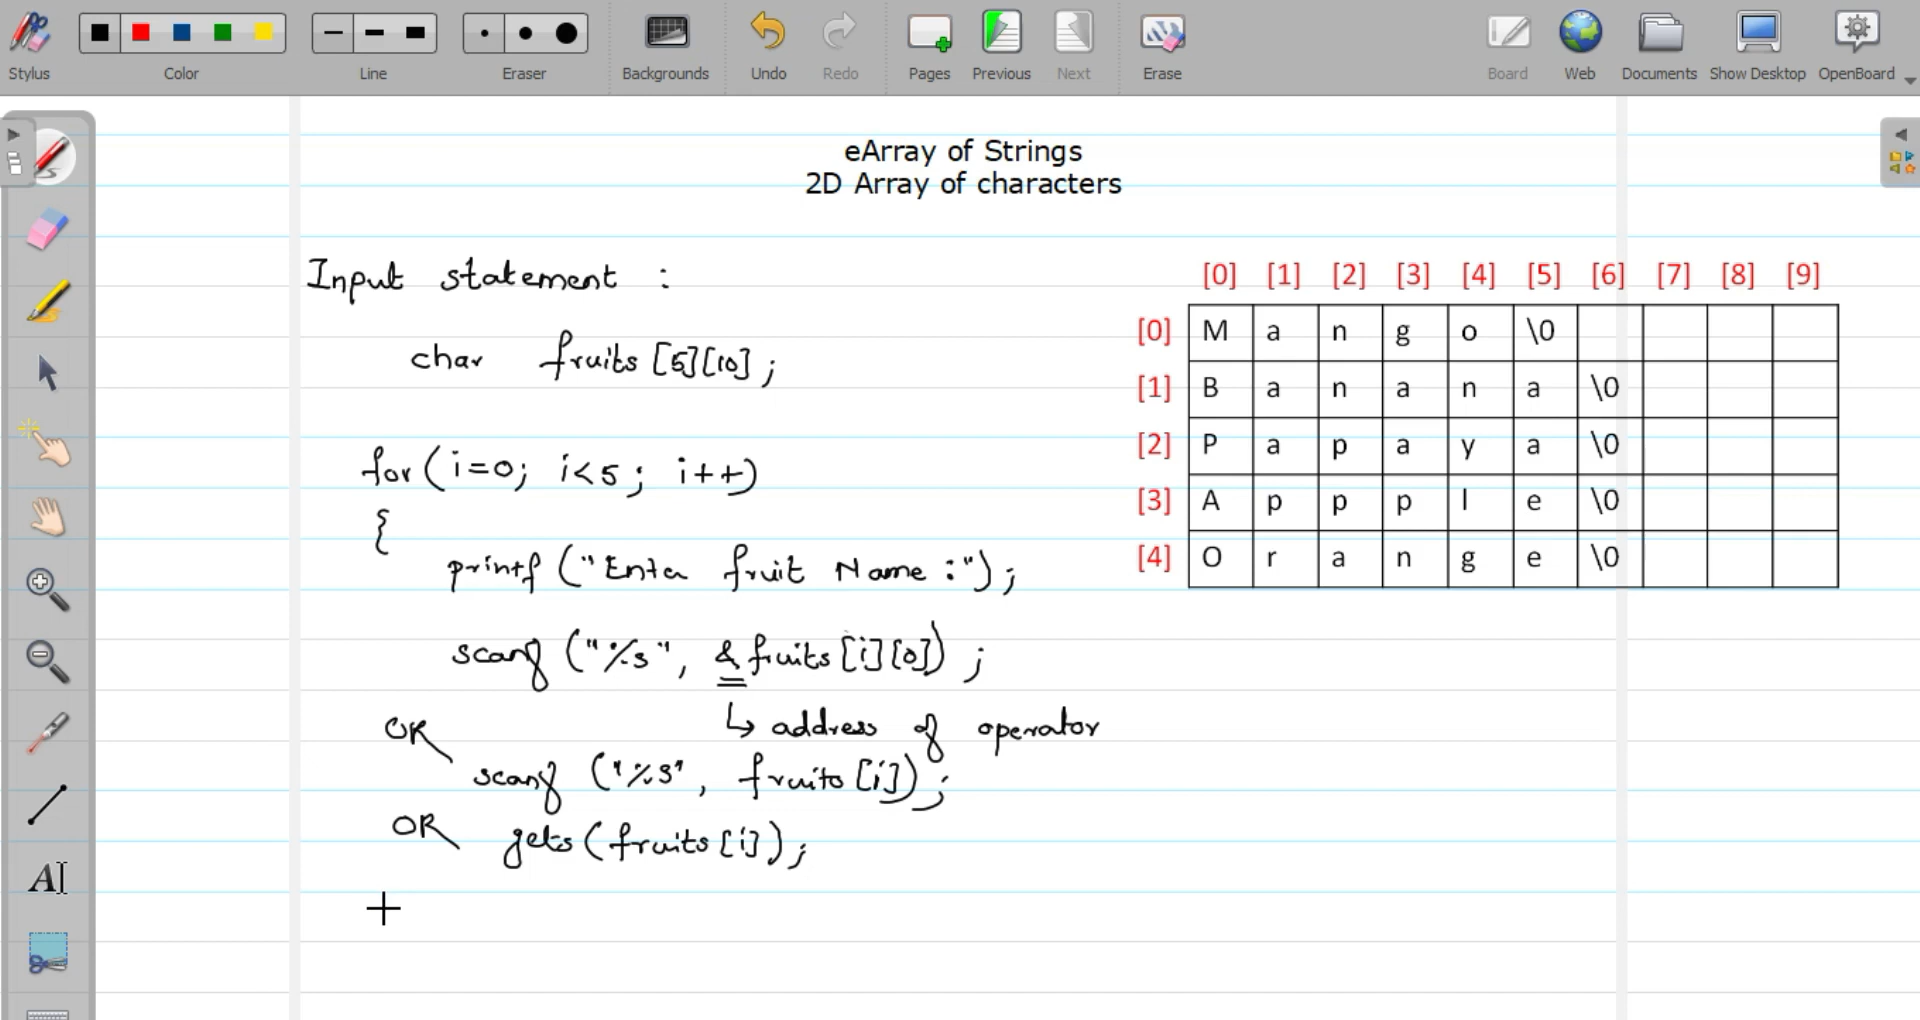 Stylus Color Line Eraser Backgrounds Undo Redo Pages Previous Next Erase Board Web Documents Show Desktop OpenBoard
eArray of Strings
2D Array of characters
Input statement :
char fruits [5][10];
for (i=0; i<5; i++)
{
printf ("Enter fruit Name :");
scanf ("%s", &fruits [i][0]);
↳ address of operator
OR
scanf ("%s", fruits [i]);
OR gets (fruits [i]);
[0] [1] [2] [3] [4] [5] [6] [7] [8] [9]
[0] M a n g o \0
[1] B a n a n a \0
[2] P a p a y a \0
[3] A p p p l e \0
[4] O r a n g e \0